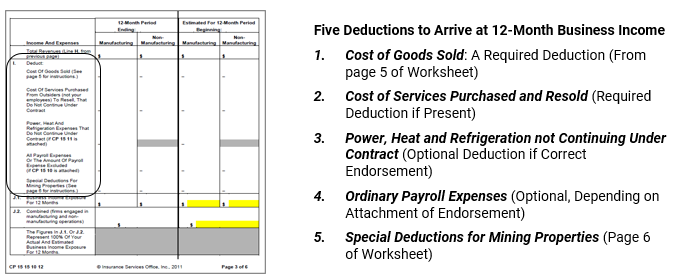 12-Month Period
Ending:
Estimated For 12-Month Period
Beginning:
Income And Expenses
Manufacturing
Non-
Manufacturing
Manufacturing
Non-
Manufacturing
Total Revenues (Line H. from
previous page)
$ $ $ $
I. Deduct:
Cost Of Goods Sold (See
page 5 for instructions.)
Cost Of Services Purchased
From Outsiders (not your
employees) To Resell, That
Do Not Continue Under
Contract
Power, Heat And
Refrigeration Expenses That
Do Not Continue Under
Contract (if CP 15 11 is
attached)
All Payroll Expenses
Or The Amount Of Payroll
Expense Excluded
(if CP 15 10 is attached)
Special Deductions For
Mining Properties (See
page 6 for instructions.)
J.1. Business Income Exposure
For 12 Months
$ $ $ $
J.2. Combined (firms engaged in
manufacturing and non-
manufacturing operations)
$ $
The Figures In J.1. Or J.2.
Represent 100% Of Your
Actual And Estimated
Business Income Exposure
For 12 Months.
CP 15 15 10 12 © Insurance Services Office, Inc., 2011 Page 3 of 6
Five Deductions to Arrive at 12-Month Business Income
1. Cost of Goods Sold: A Required Deduction (From
page 5 of Worksheet)
2. Cost of Services Purchased and Resold (Required
Deduction if Present)
3. Power, Heat and Refrigeration not Continuing Under
Contract (Optional Deduction if Correct
Endorsement)
4. Ordinary Payroll Expenses (Optional, Depending on
Attachment of Endorsement)
5. Special Deductions for Mining Properties (Page 6
of Worksheet)